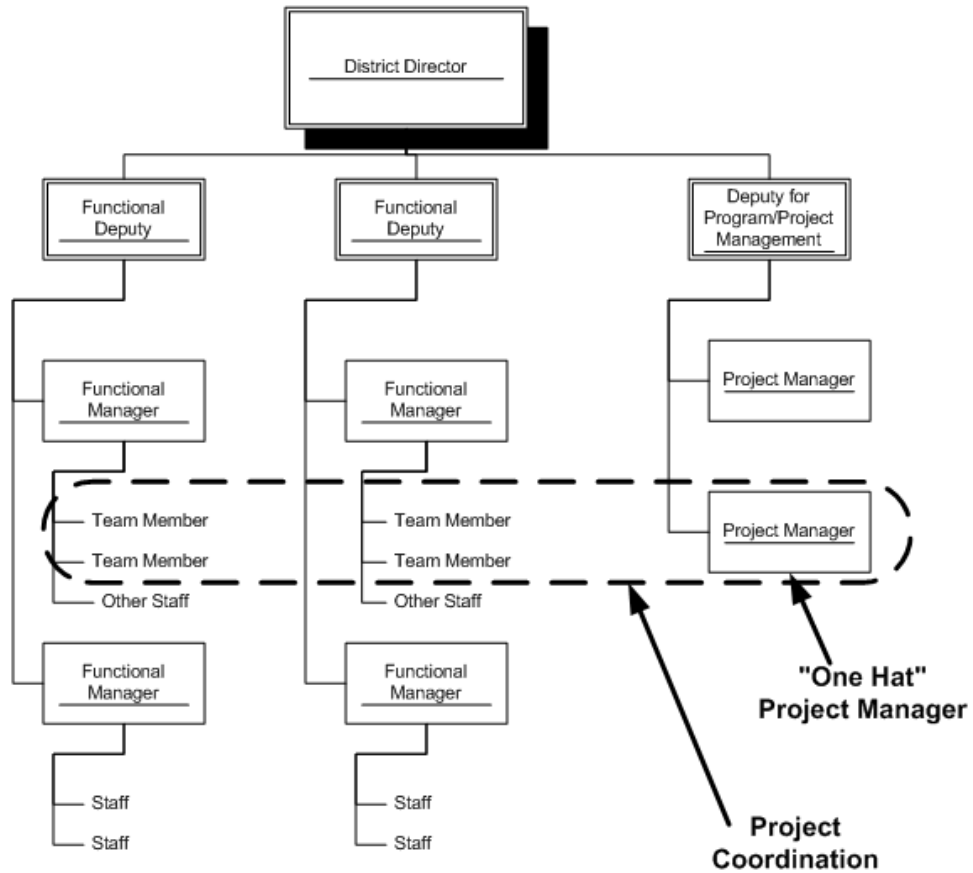 District Director
Functional
Deputy
Functional
Deputy
Deputy for
Program/Project
Management
Functional
Manager
Functional
Manager
Project Manager
Team Member
Team Member
Other Staff
Team Member
Team Member
Other Staff
Project Manager
Functional
Manager
Functional
Manager
"One Hat"
Project Manager
Staff
Staff
Staff
Staff
Project
Coordination